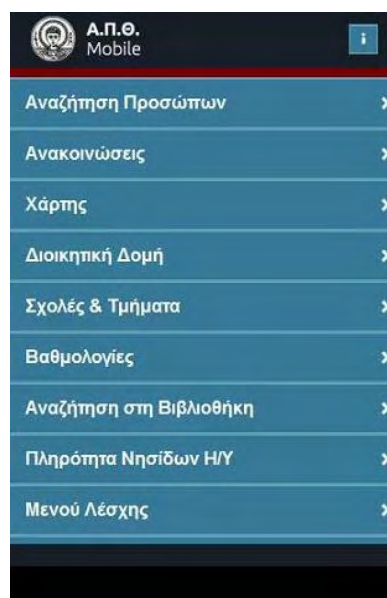 Α.Π.Θ.
Mobile
i
Αναζήτηση Προσώπων
Ανακοινώσεις
Χάρτης
Διοικητική Δομή
Σχολές & Τμήματα
Βαθμολογίες
Αναζήτηση στη Βιβλιοθήκη
Πληρότητα Νησίδων Η/Υ
Μενού Λέσχης